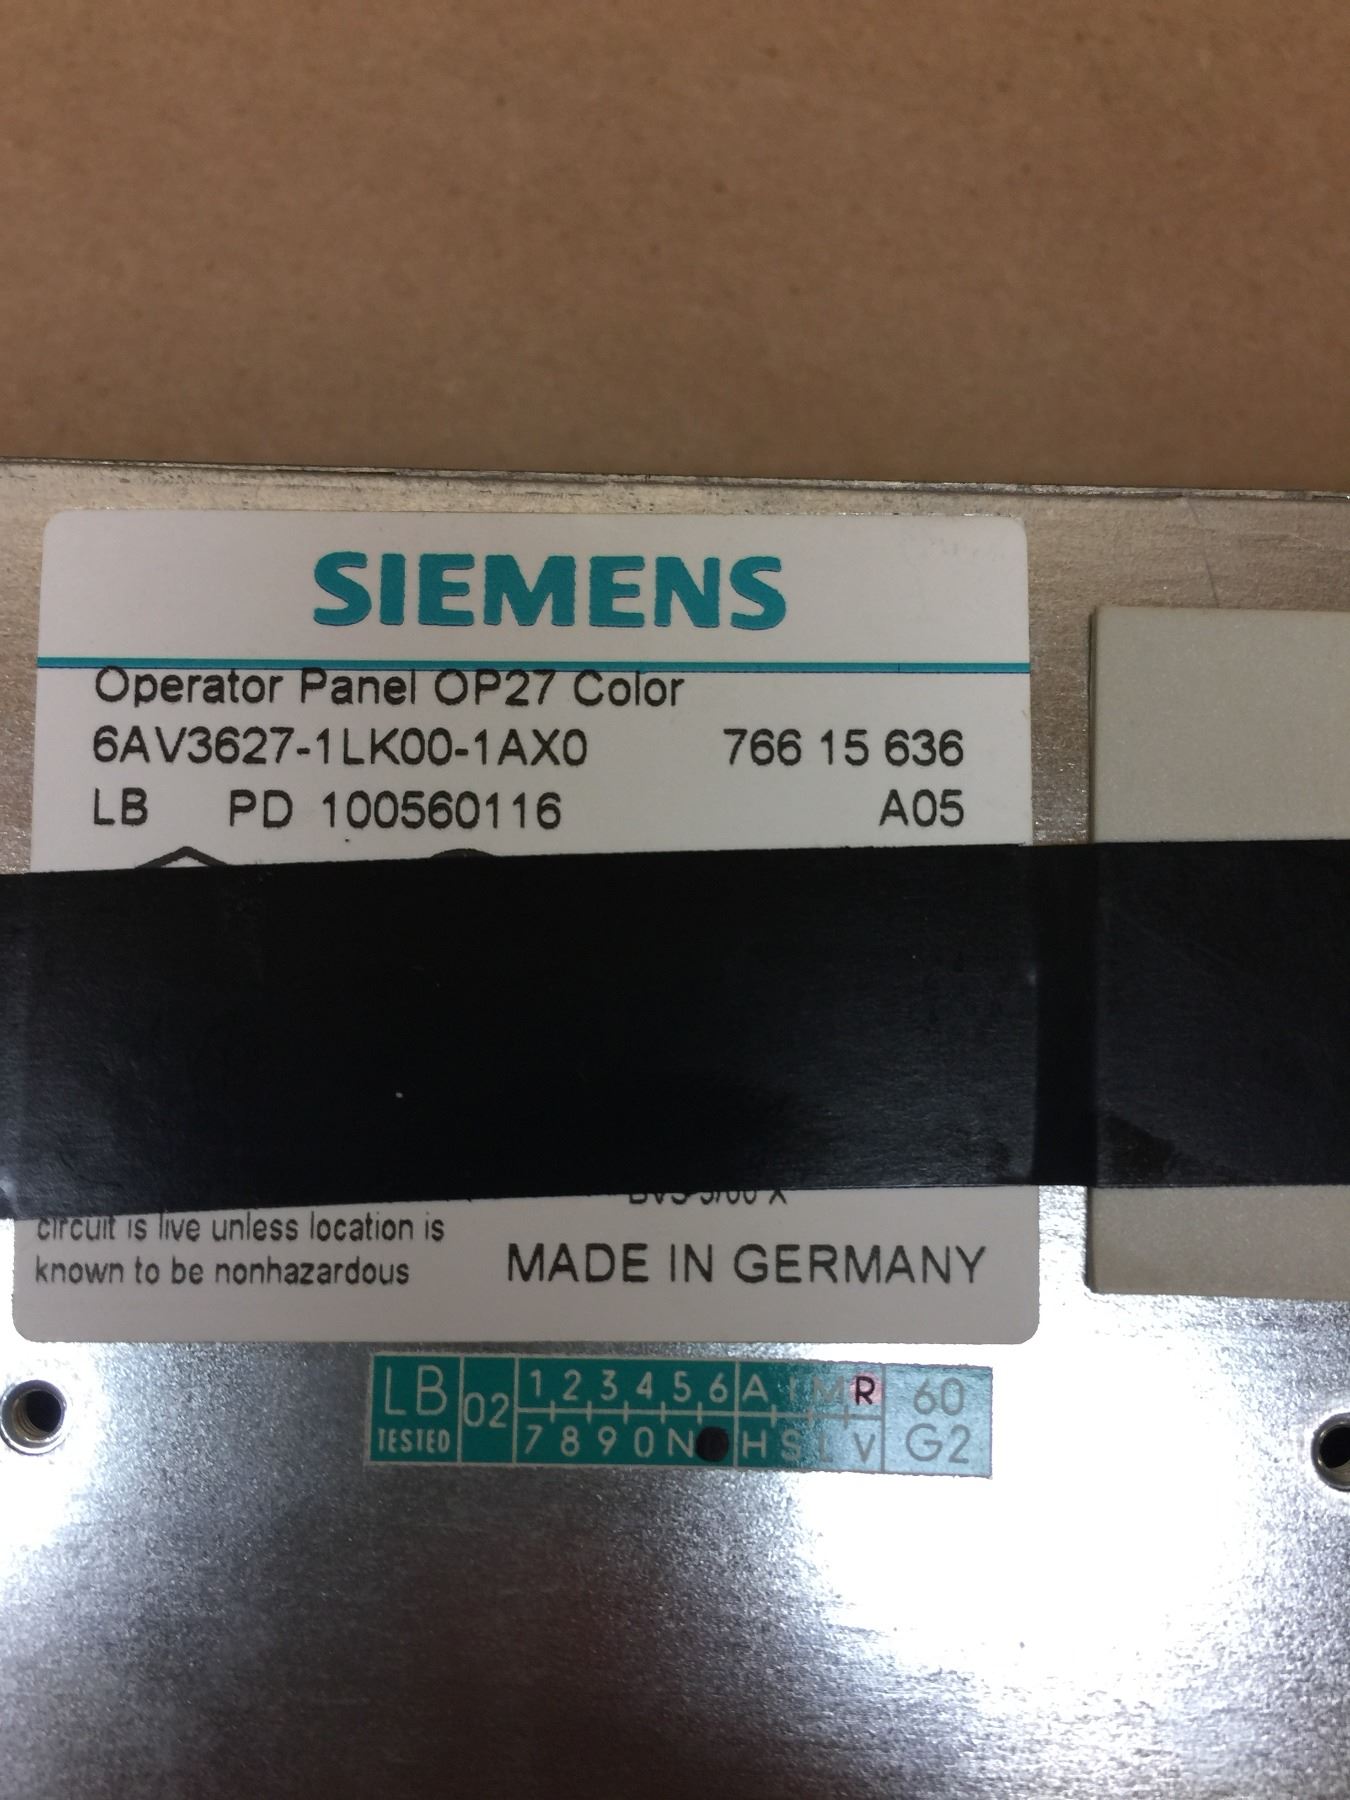 SIEMENS
Operator Panel OP27 Color
6AV3627-1LK00-1AX0 766 15 636
LB PD 100560116 A05
circuit is live unless location is
known to be nonhazardous
MADE IN GERMANY
LB 02 1 2 3 4 5 6 A M R 60
TESTED 7 8 9 0 N H S L V G2